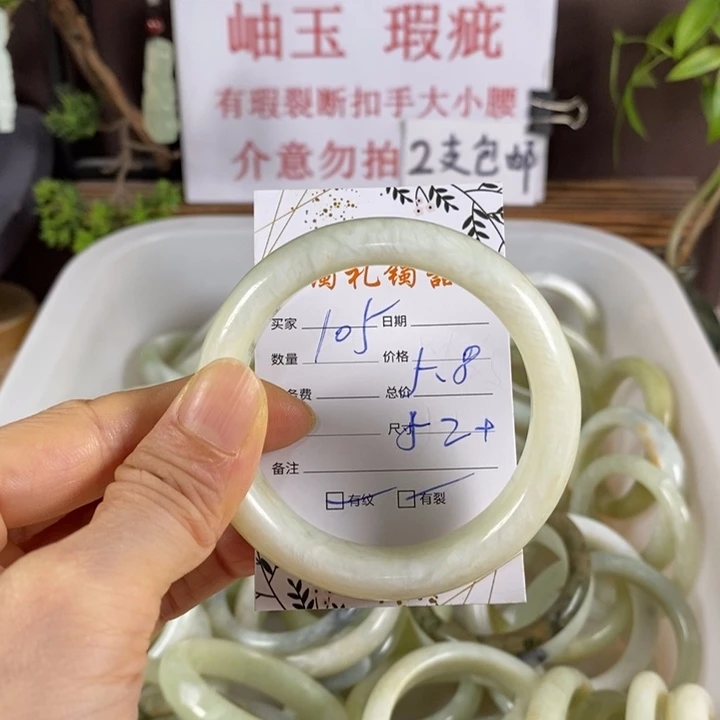 岫玉 瑕疵
有瑕裂断扣手大小腰
介意勿拍 2支包邮
买家 105 日期
数量 价格
务费 总价 5.8
尺寸 52+
备注
有纹 有裂